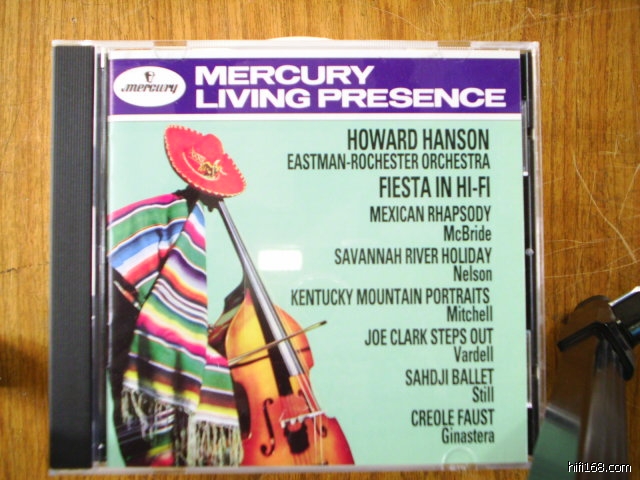 mercury
MERCURY
LIVING PRESENCE
HOWARD HANSON
EASTMAN-ROCHESTER ORCHESTRA
FIESTA IN HI-FI
MEXICAN RHAPSODY
McBride
SAVANNAH RIVER HOLIDAY
Nelson
KENTUCKY MOUNTAIN PORTRAITS
Mitchell
JOE CLARK STEPS OUT
Vardell
SAHDJI BALLET
Still
CREOLE FAUST
Ginastera
hifi168.com